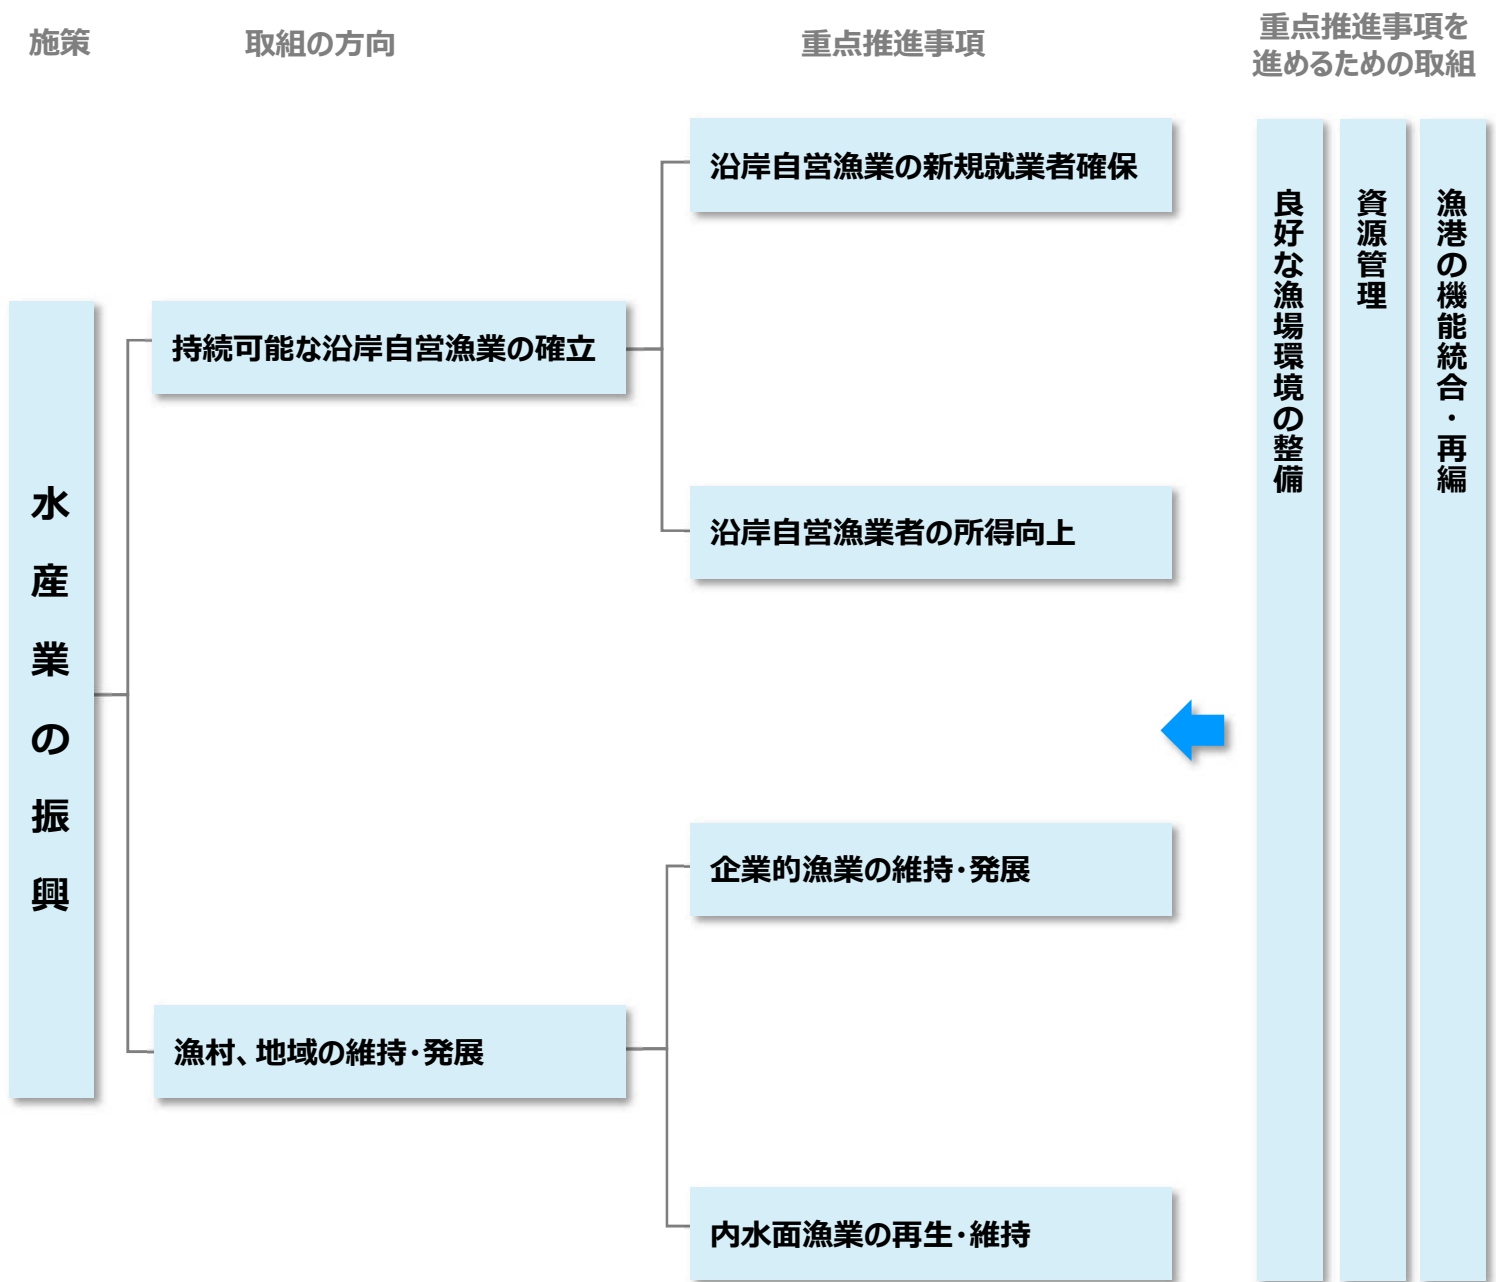 施策
取組の方向
重点推進事項
重点推進事項を
進めるための取組
水産業の振興
持続可能な沿岸自営漁業の確立
沿岸自営漁業の新規就業者確保
沿岸自営漁業者の所得向上
漁村、地域の維持・発展
企業的漁業の維持・発展
内水面漁業の再生・維持
良好な漁場環境の整備
資源管理
漁港の機能統合・再編